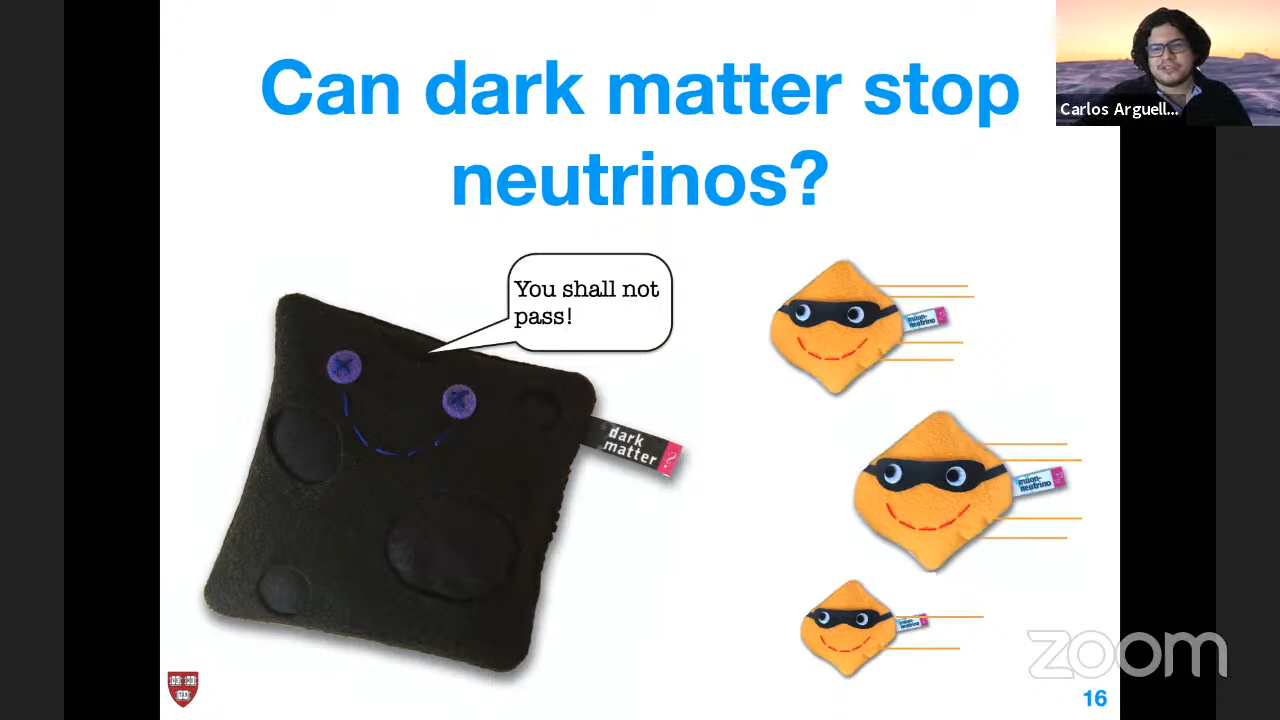 Can dark matter stop
neutrinos?
Carlos Arguell...
You shall not
pass!
muon-
neutrino
dark
matter
?
muon-
neutrino
muon-
neutrino
zoom
16